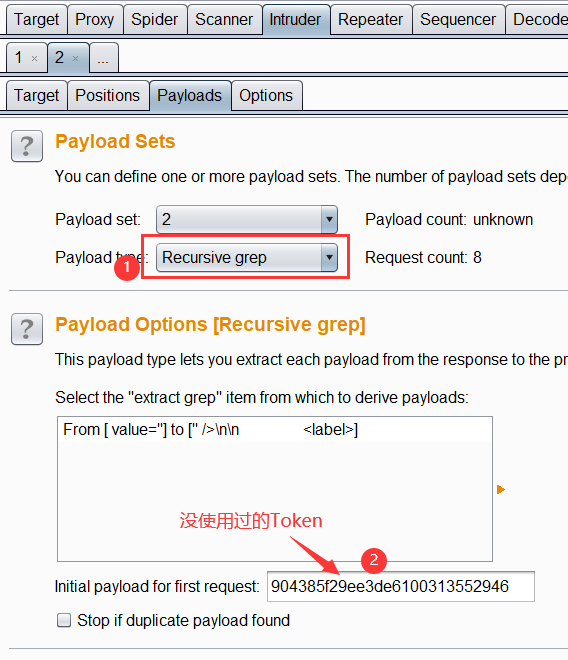 Target Proxy Spider Scanner Intruder Repeater Sequencer Decode
1 × 2 × ...
Target Positions Payloads Options
? Payload Sets
You can define one or more payload sets. The number of payload sets dep
Payload set: 2 Payload count: unknown
Payload type: Recursive grep Request count: 8
1
? Payload Options [Recursive grep]
This payload type lets you extract each payload from the response to the pr
Select the "extract grep" item from which to derive payloads:
From [ value="] to [" />\n\n <label>]
没使用过的Token
2
Initial payload for first request: 904385f29ee3de6100313552946
Stop if duplicate payload found